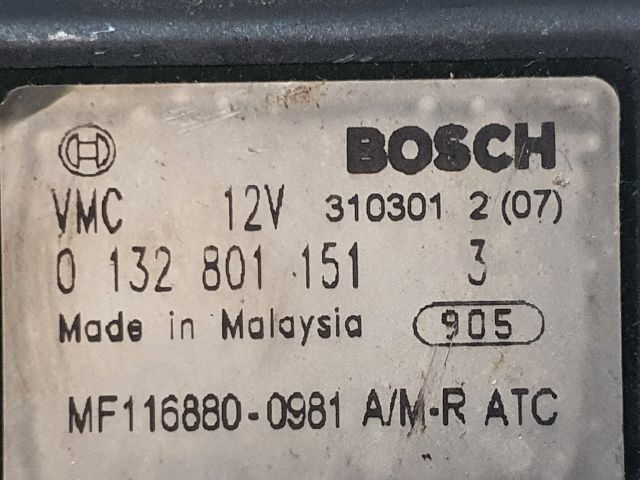 BOSCH
VMC 12V 310301 2 (07)
0 132 801 151 3
Made in Malaysia 905
MF116880-0981 A/M-R ATC